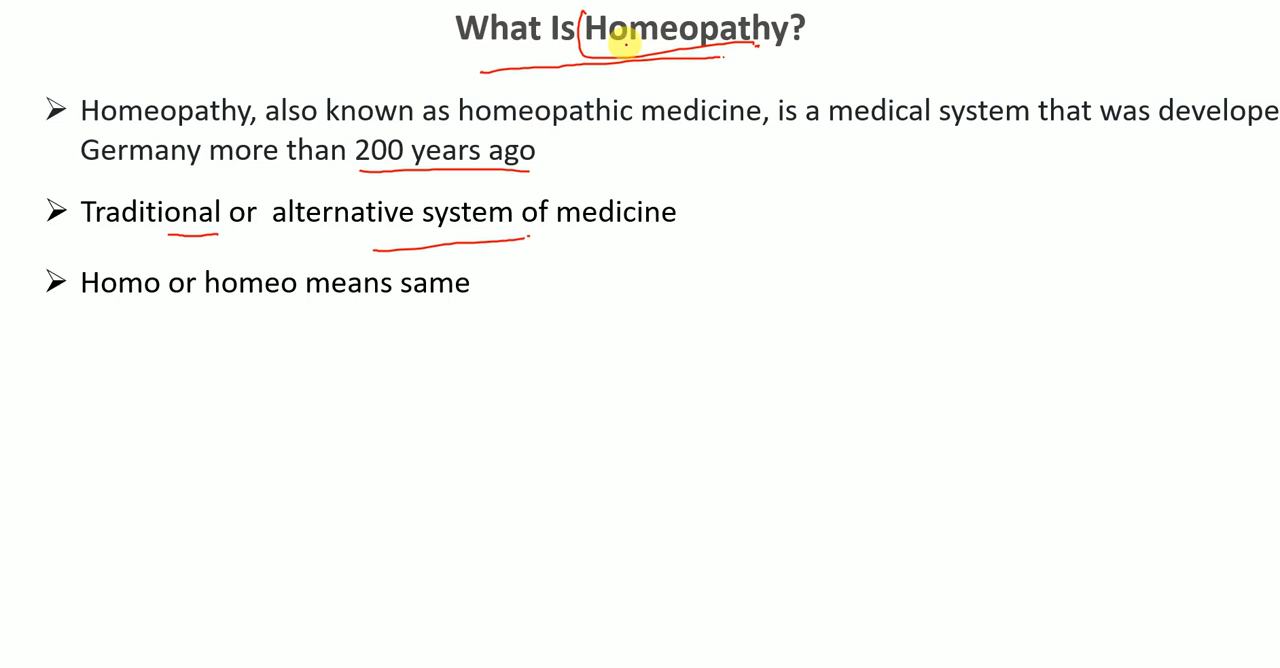 What Is Homeopathy?
➢ Homeopathy, also known as homeopathic medicine, is a medical system that was develope
Germany more than 200 years ago
➢ Traditional or alternative system of medicine
➢ Homo or homeo means same